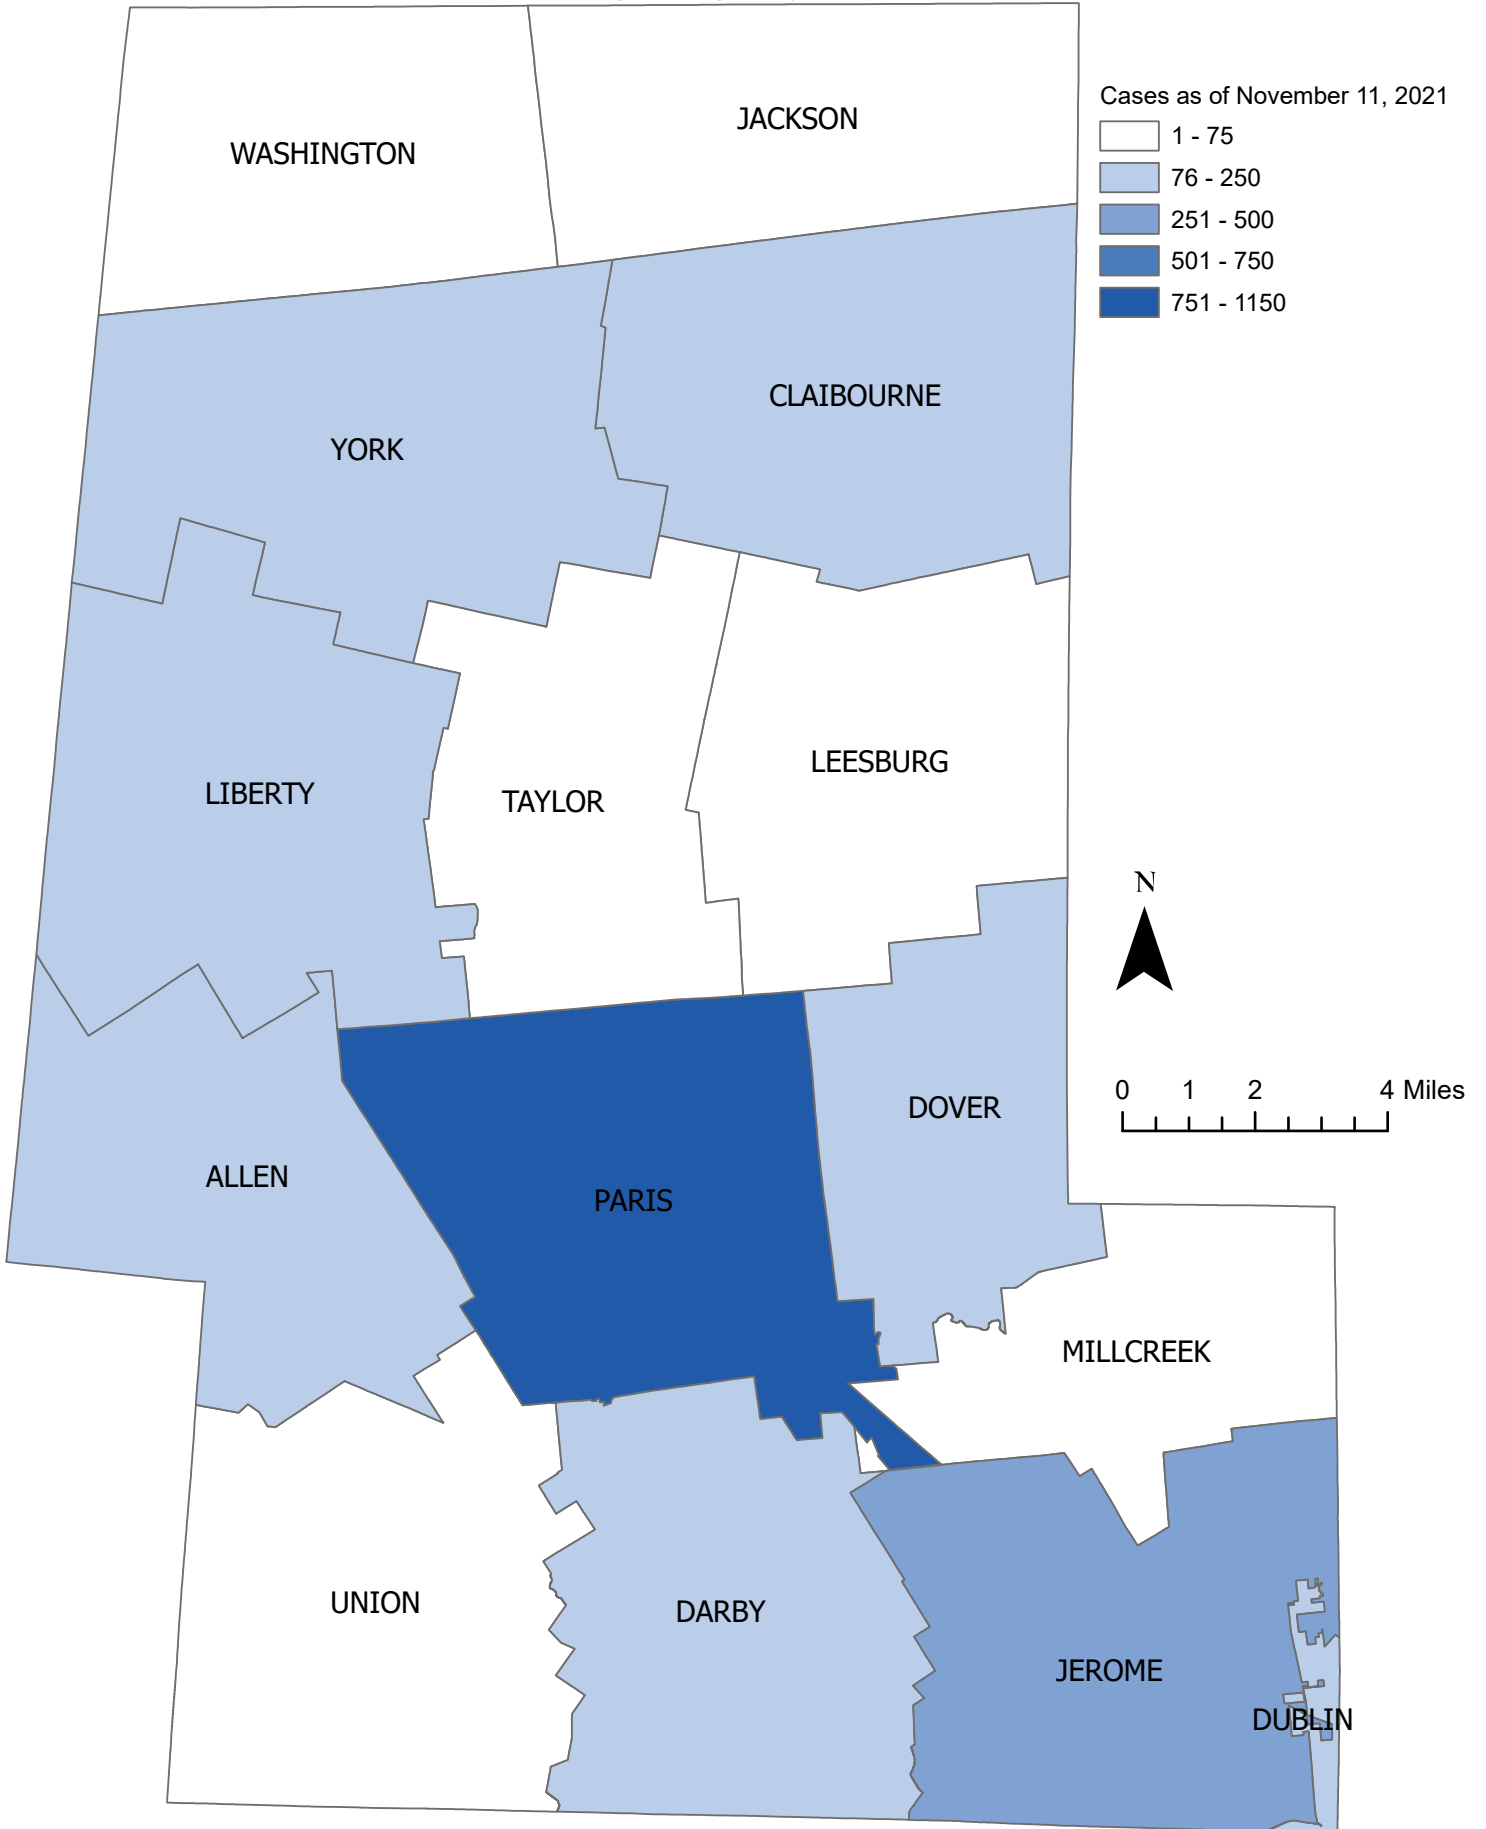 WASHINGTON
JACKSON
Cases as of November 11, 2021
1 - 75
76 - 250
251 - 500
501 - 750
751 - 1150
CLAIBOURNE
YORK
LEESBURG
LIBERTY
TAYLOR
N
0 1 2 4 Miles
DOVER
ALLEN
PARIS
MILLCREEK
UNION
DARBY
JEROME
DUBLIN